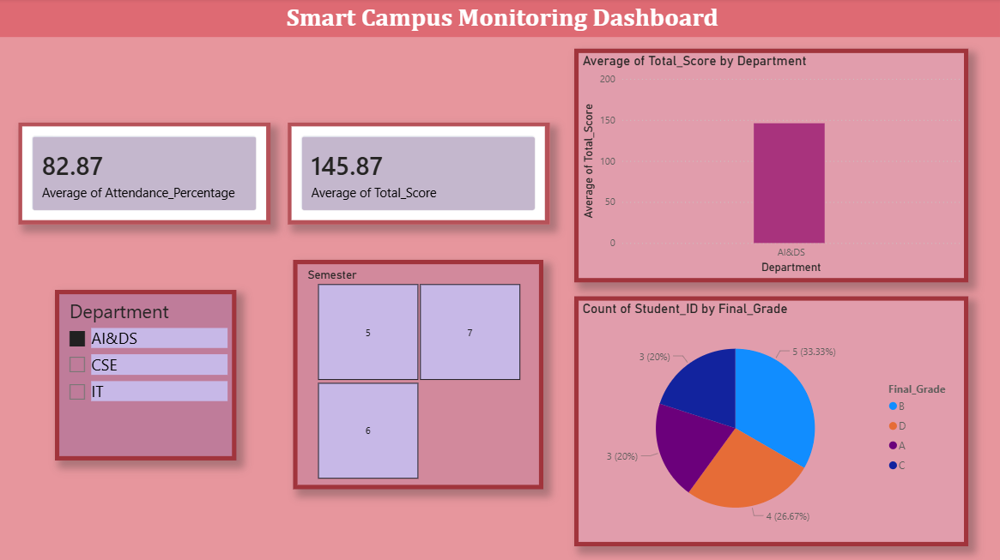 Smart Campus Monitoring Dashboard
82.87
Average of Attendance_Percentage
145.87
Average of Total_Score
Department
AI&DS
CSE
IT
Semester
5
7
6
Average of Total_Score by Department
Average of Total_Score
200
150
100
50
0
AI&DS
Department
Count of Student_ID by Final_Grade
3 (20%)
5 (33.33%)
3 (20%)
4 (26.67%)
Final_Grade
B
D
A
C